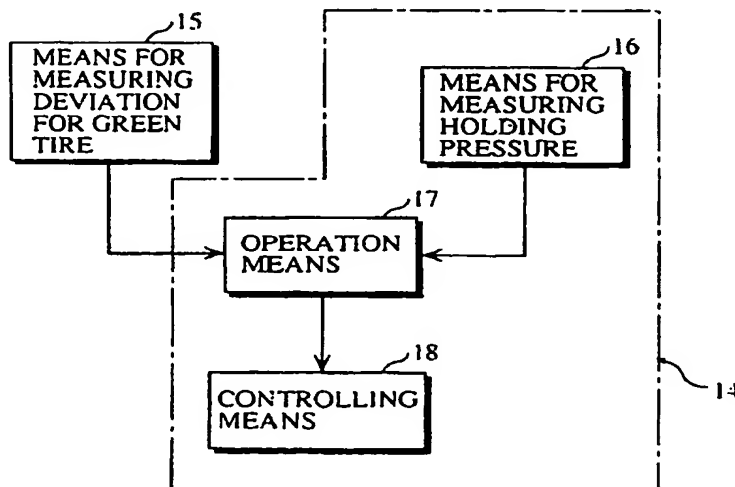 15
MEANS FOR
MEASURING
DEVIATION
FOR GREEN
TIRE
16
MEANS FOR
MEASURING
HOLDING
PRESSURE
17
OPERATION
MEANS
18
CONTROLLING
MEANS
14